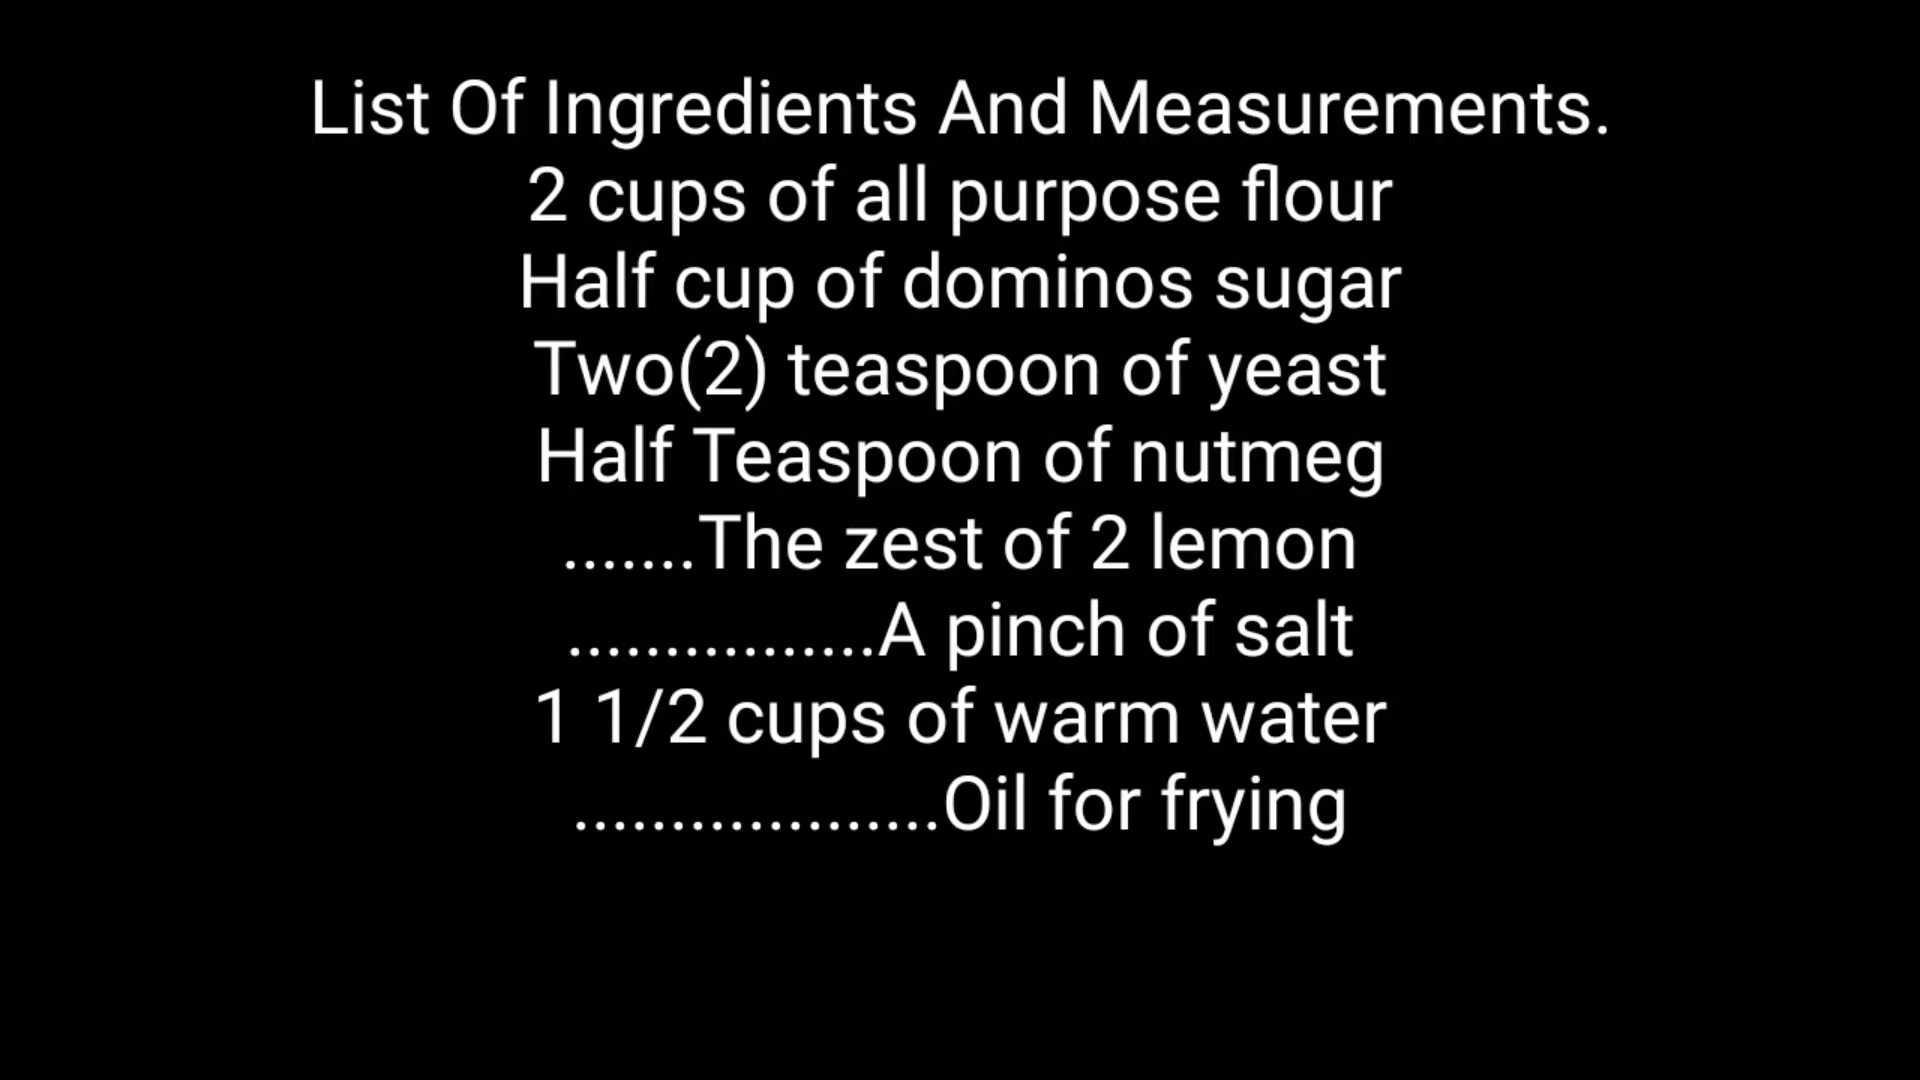 List Of Ingredients And Measurements.
2 cups of all purpose flour
Half cup of dominos sugar
Two(2) teaspoon of yeast
Half Teaspoon of nutmeg
.......The zest of 2 lemon
................A pinch of salt
1 1/2 cups of warm water
...................Oil for frying